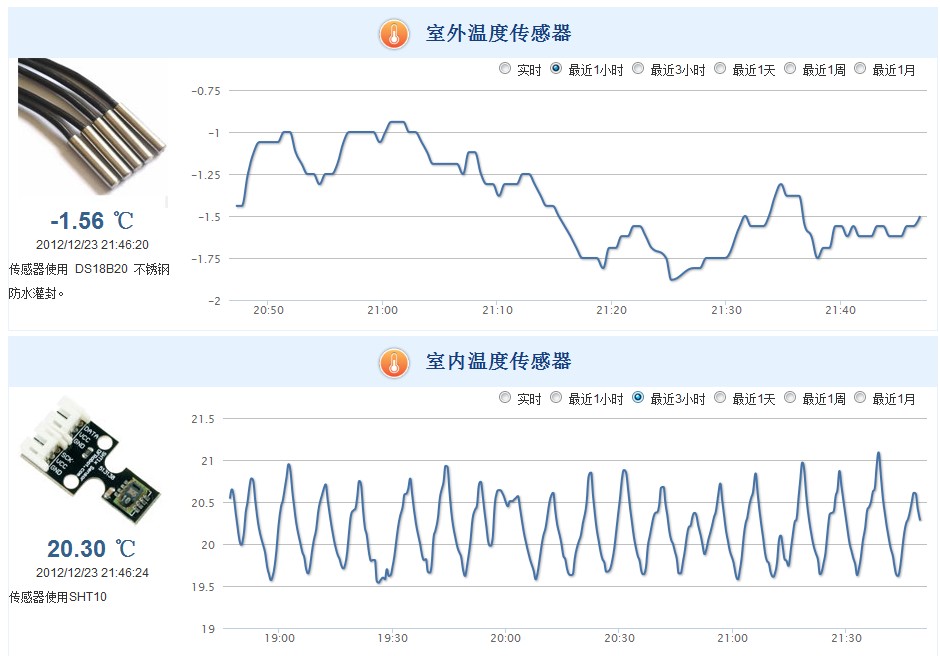 室外温度传感器
实时 最近1小时 最近3小时 最近1天 最近1周 最近1月
-1.56 ℃
2012/12/23 21:46:20
传感器使用 DS18B20 不锈钢
防水灌封。
-0.75
-1
-1.25
-1.5
-1.75
-2
20:50 21:00 21:10 21:20 21:30 21:40
室内温度传感器
实时 最近1小时 最近3小时 最近1天 最近1周 最近1月
DATA
VCC
GND
SCK
VCC
GND
20.30 ℃
2012/12/23 21:46:24
传感器使用SHT10
21.5
21
20.5
20
19.5
19
19:00 19:30 20:00 20:30 21:00 21:30